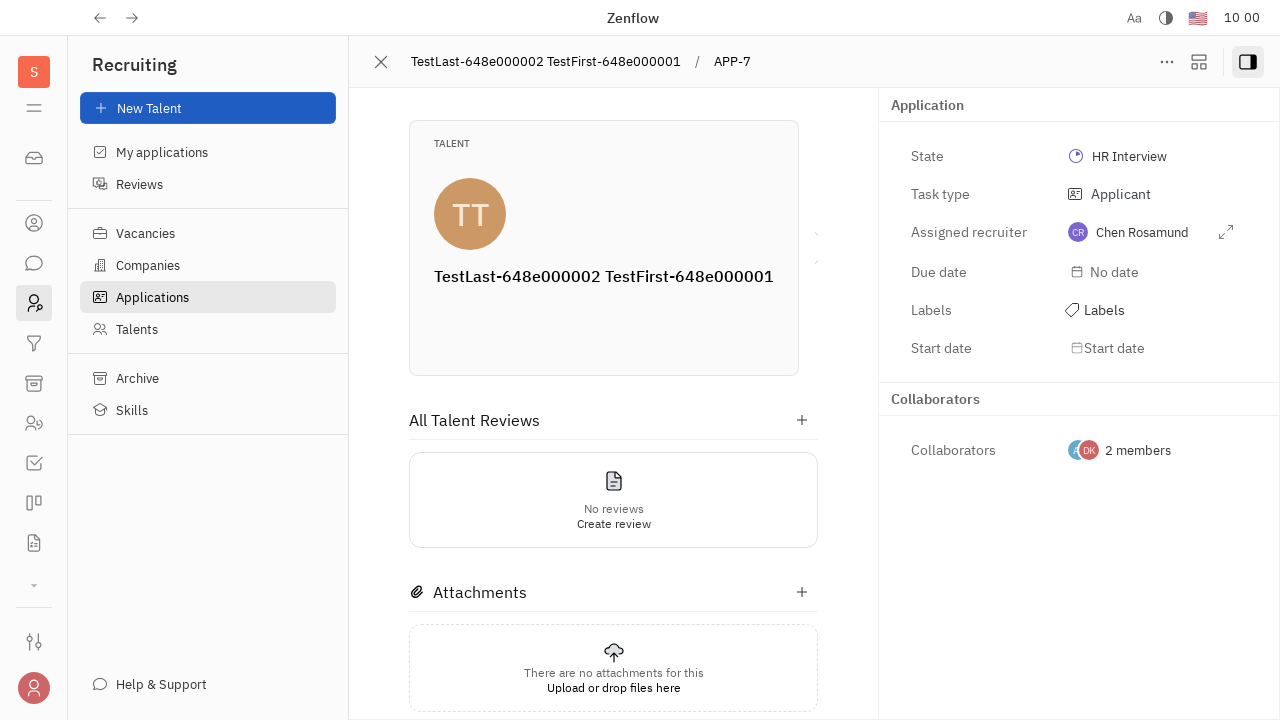 Zenflow
Aa
10 00
S
Recruiting
New Talent
My applications
Reviews
Vacancies
Companies
Applications
Talents
Archive
Skills
Help & Support
TestLast-648e000002 TestFirst-648e000001 / APP-7
TALENT
TT
TestLast-648e000002 TestFirst-648e000001
All Talent Reviews
No reviews
Create review
Attachments
There are no attachments for this
Upload or drop files here
Application
State
HR Interview
Task type
Applicant
Assigned recruiter
CR
Chen Rosamund
Due date
No date
Labels
Labels
Start date
Start date
Collaborators
Collaborators
DK
2 members